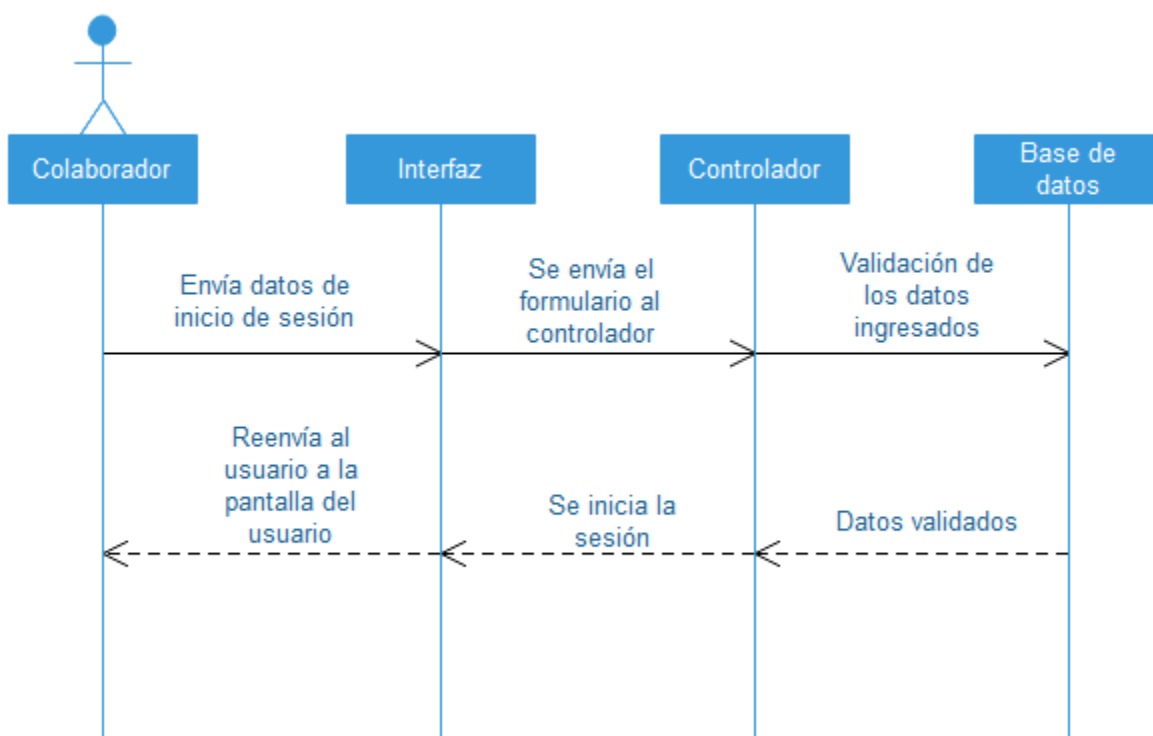 Colaborador
Interfaz
Controlador
Base de
datos
Envía datos de
inicio de sesión
Se envía el
formulario al
controlador
Validación de
los datos
ingresados
Reenvía al
usuario a la
pantalla del
usuario
Se inicia la
sesión
Datos validados